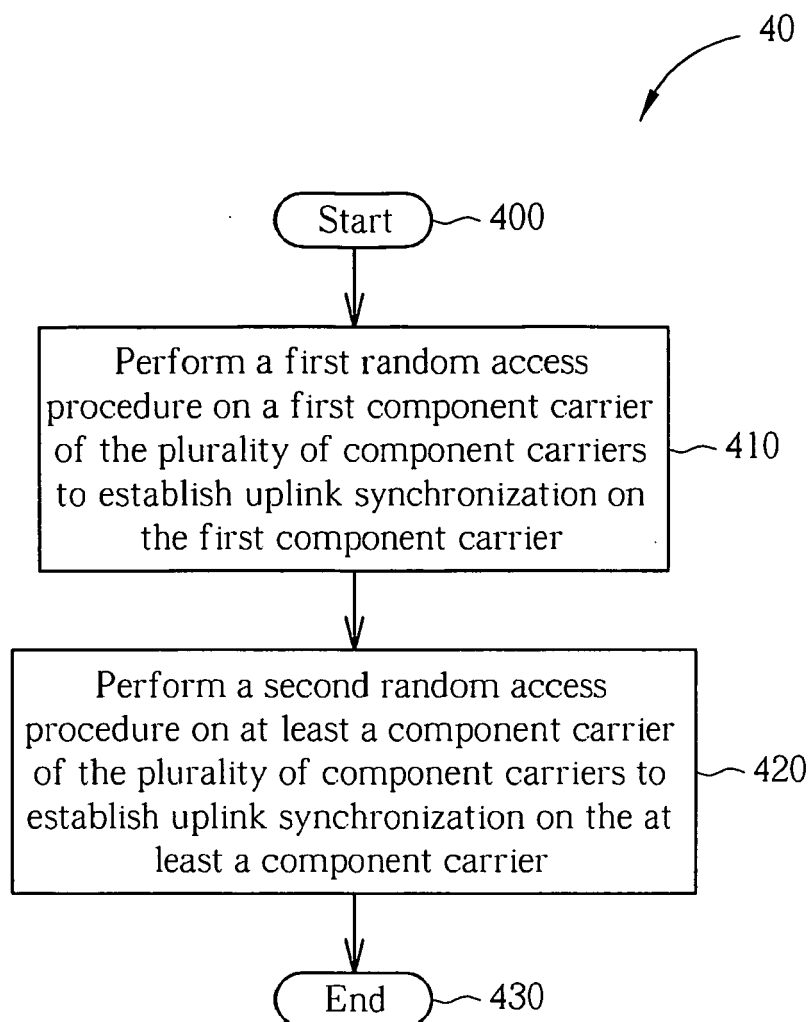 40
Start 400
Perform a first random access
procedure on a first component carrier
of the plurality of component carriers
to establish uplink synchronization on
the first component carrier
410
Perform a second random access
procedure on at least a component carrier
of the plurality of component carriers to
establish uplink synchronization on the at
least a component carrier
420
End 430